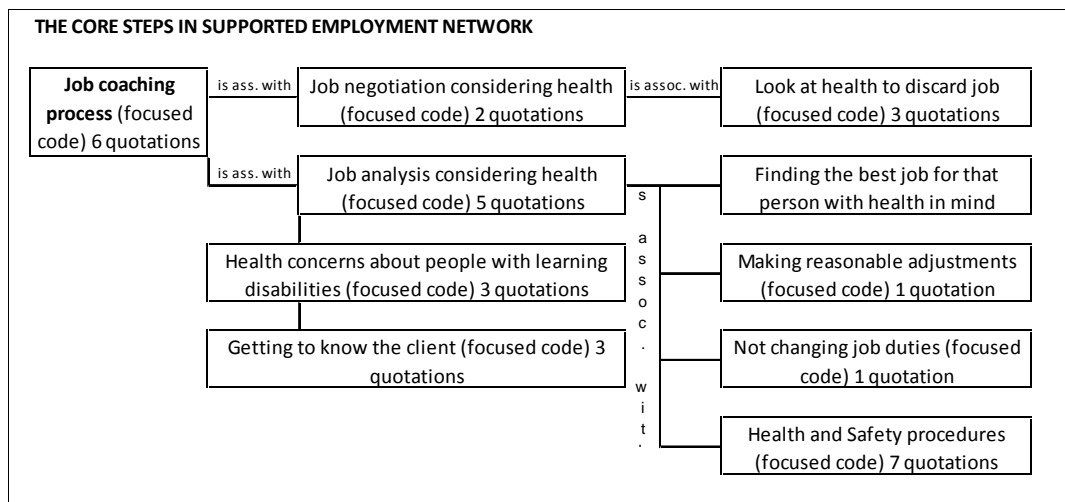 THE CORE STEPS IN SUPPORTED EMPLOYMENT NETWORK
Job coaching
process (focused
code) 6 quotations
is ass. with
Job negotiation considering health
(focused code) 2 quotations
is assoc. with
Look at health to discard job
(focused code) 3 quotations
is ass. with
Job analysis considering health
(focused code) 5 quotations
s assoc. wit
Finding the best job for that
person with health in mind
Health concerns about people with learning
disabilities (focused code) 3 quotations
Making reasonable adjustments
(focused code) 1 quotation
Getting to know the client (focused code) 3
quotations
Not changing job duties (focused
code) 1 quotation
Health and Safety procedures
(focused code) 7 quotations